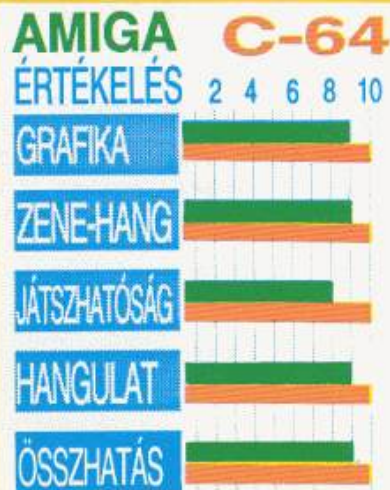 AMIGA C-64
ÉRTÉKELÉS 2 4 6 8 10
GRAFIKA
ZENE-HANG
JÁTSZHATÓSÁG
HANGULAT
ÖSSZHATÁS